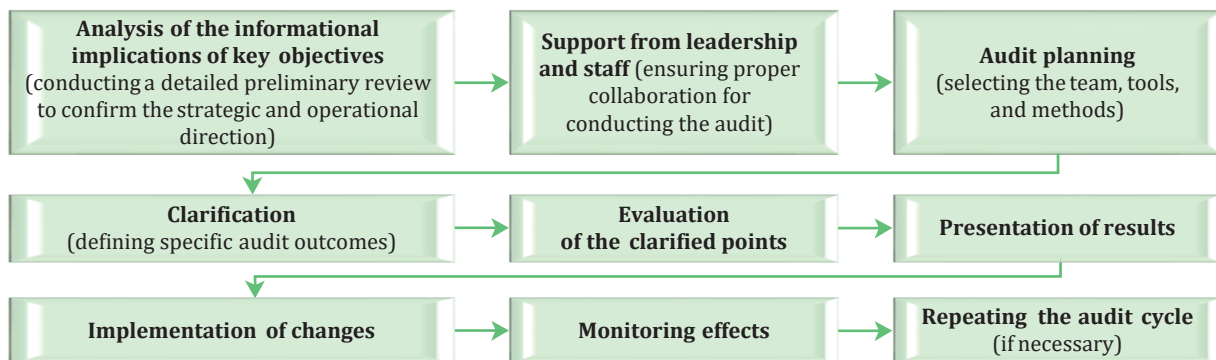 Analysis of the informational
implications of key objectives
(conducting a detailed preliminary review
to confirm the strategic and operational
direction)
Support from leadership
and staff (ensuring proper
collaboration for
conducting the audit)
Audit planning
(selecting the team, tools,
and methods)
Clarification
(defining specific audit outcomes)
Evaluation
of the clarified points
Presentation of results
Implementation of changes
Monitoring effects
Repeating the audit cycle
(if necessary)